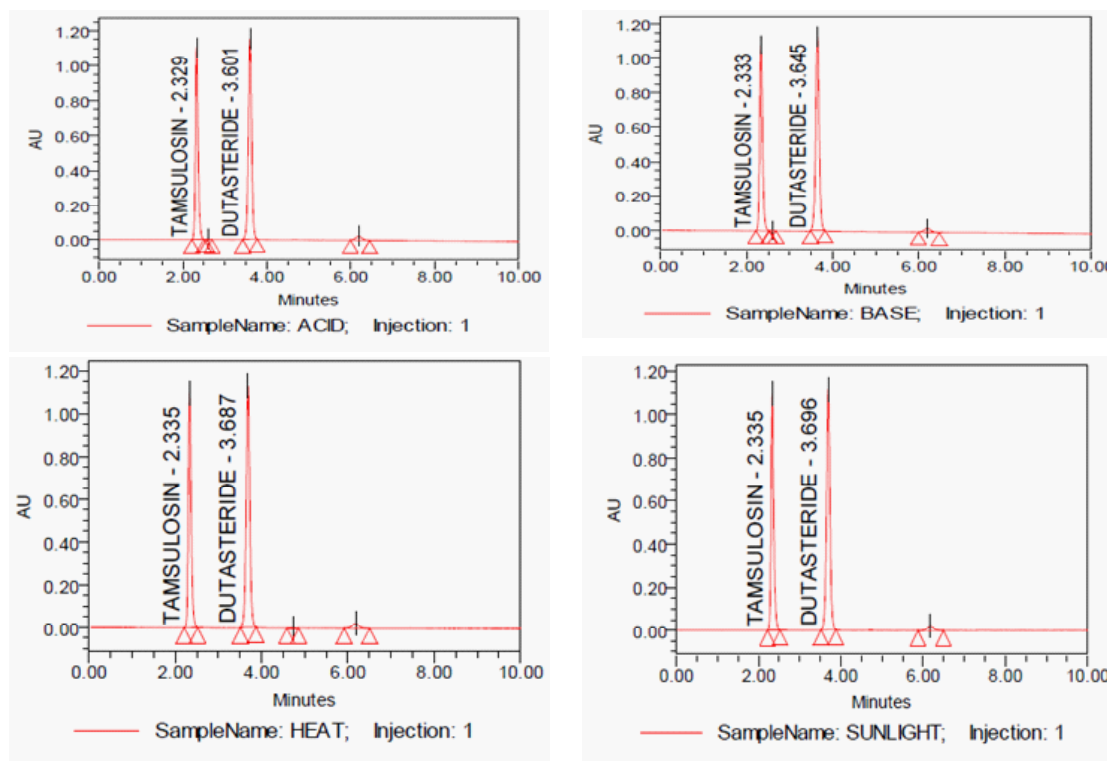 1.20
1.00
0.80
0.60
0.40
0.20
0.00
AU
TAMSULOSIN - 2.329
DUTASTERIDE - 3.601
0.00 2.00 4.00 6.00 8.00 10.00
Minutes
SampleName: ACID; Injection: 1
1.20
1.00
0.80
0.60
0.40
0.20
0.00
AU
TAMSULOSIN - 2.333
DUTASTERIDE - 3.645
0.00 2.00 4.00 6.00 8.00 10.00
Minutes
SampleName: BASE; Injection: 1
1.20
1.00
0.80
0.60
0.40
0.20
0.00
AU
TAMSULOSIN - 2.335
DUTASTERIDE - 3.687
0.00 2.00 4.00 6.00 8.00 10.00
Minutes
SampleName: HEAT; Injection: 1
1.20
1.00
0.80
0.60
0.40
0.20
0.00
AU
TAMSULOSIN - 2.335
DUTASTERIDE - 3.696
0.00 2.00 4.00 6.00 8.00 10.00
Minutes
SampleName: SUNLIGHT; Injection: 1